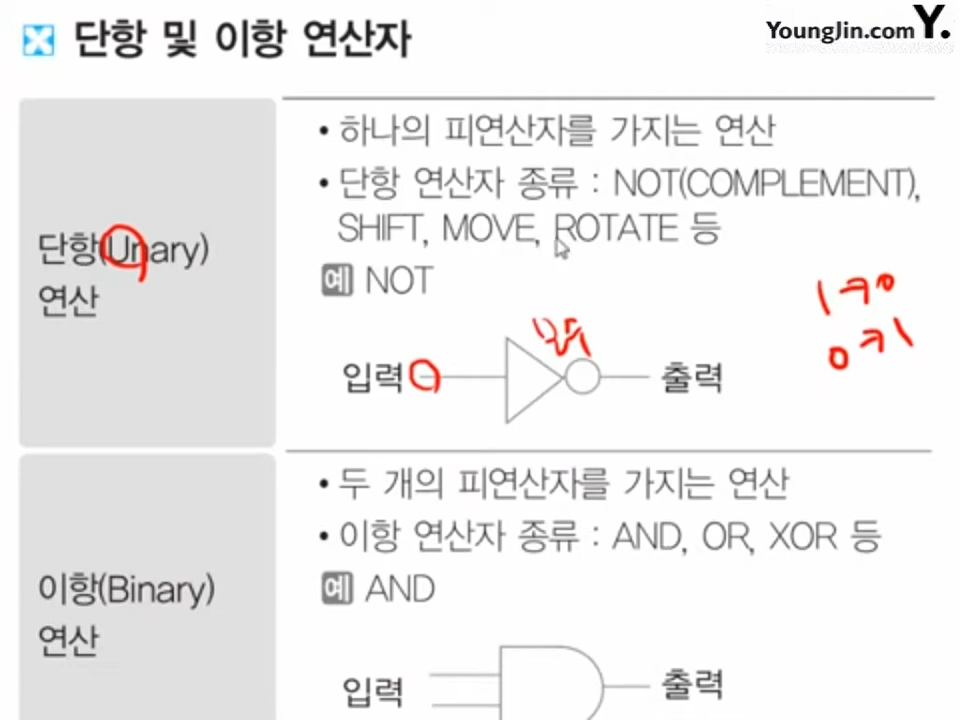 단항 및 이항 연산자
YoungJin.com Y.
단항(Unary)
연산
• 하나의 피연산자를 가지는 연산
• 단항 연산자 종류 : NOT(COMPLEMENT),
SHIFT, MOVE, ROTATE 등
예 NOT
1→0
0→1
입력
출력
이항(Binary)
연산
• 두 개의 피연산자를 가지는 연산
• 이항 연산자 종류 : AND, OR, XOR 등
예 AND
입력
출력